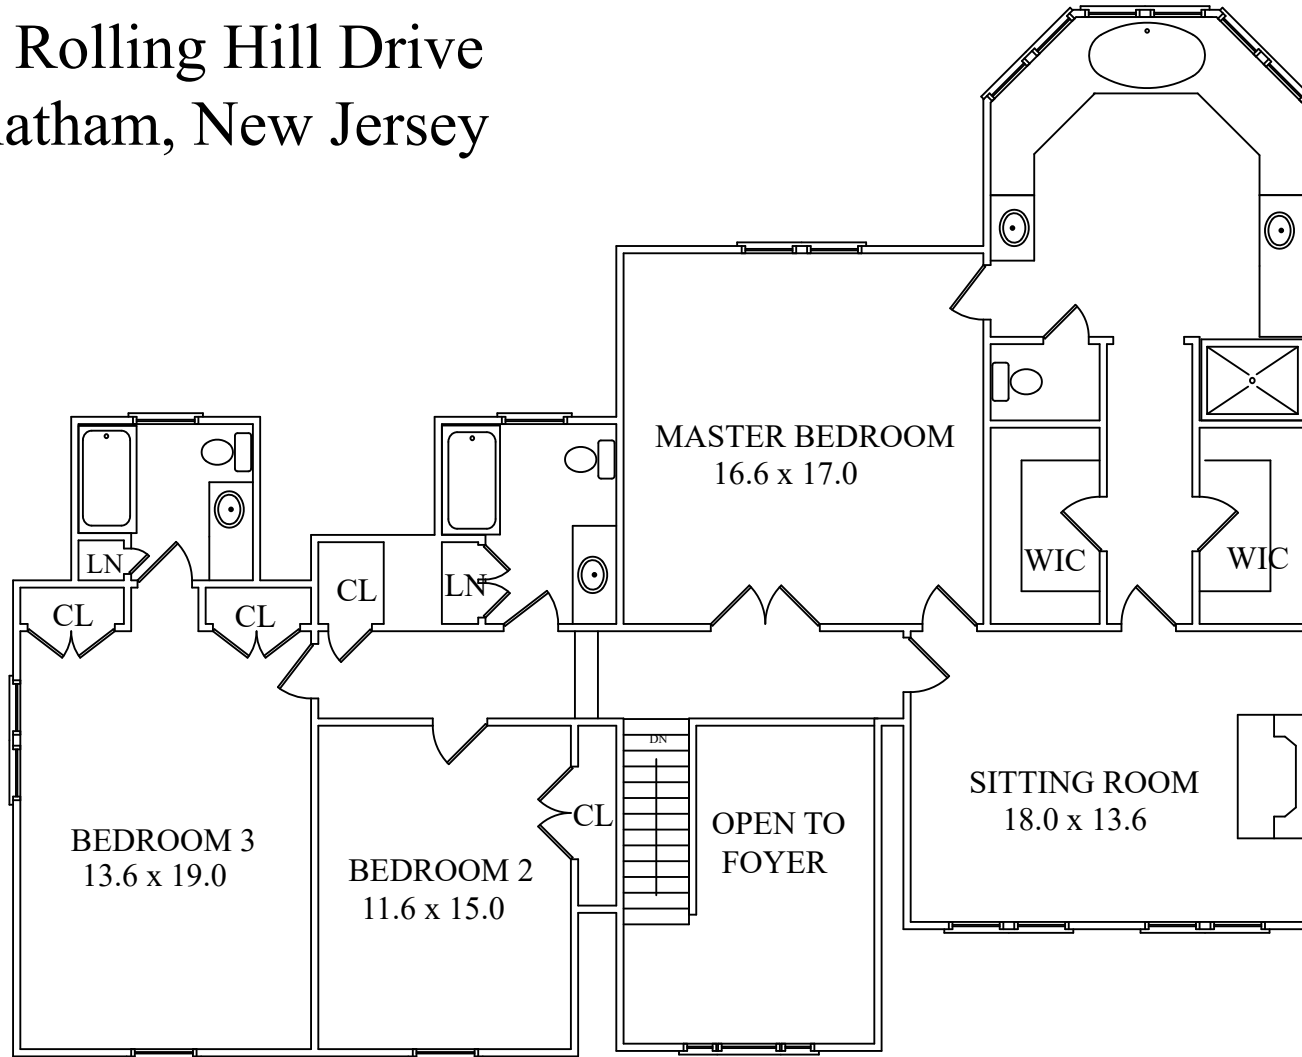 Rolling Hill Drive
atham, New Jersey
MASTER BEDROOM
16.6 x 17.0
LN
CL
CL
CL
LN
WIC
WIC
DN
SITTING ROOM
18.0 x 13.6
OPEN TO
FOYER
CL
BEDROOM 3
13.6 x 19.0
BEDROOM 2
11.6 x 15.0